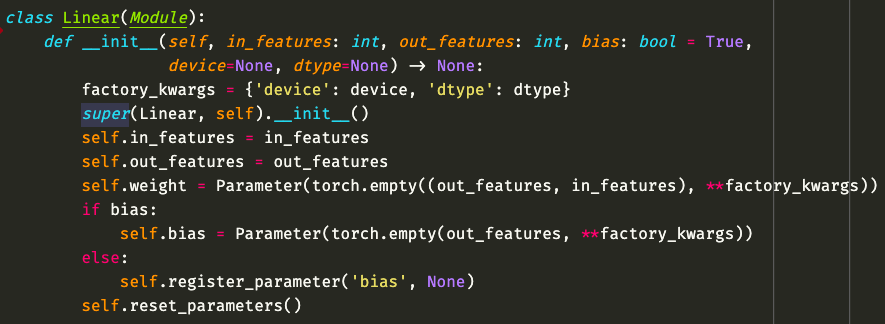 class Linear(Module):
    def __init__(self, in_features: int, out_features: int, bias: bool = True,
                 device=None, dtype=None) -> None:
        factory_kwargs = {'device': device, 'dtype': dtype}
        super(Linear, self).__init__()
        self.in_features = in_features
        self.out_features = out_features
        self.weight = Parameter(torch.empty((out_features, in_features), **factory_kwargs))
        if bias:
            self.bias = Parameter(torch.empty(out_features, **factory_kwargs))
        else:
            self.register_parameter('bias', None)
        self.reset_parameters()